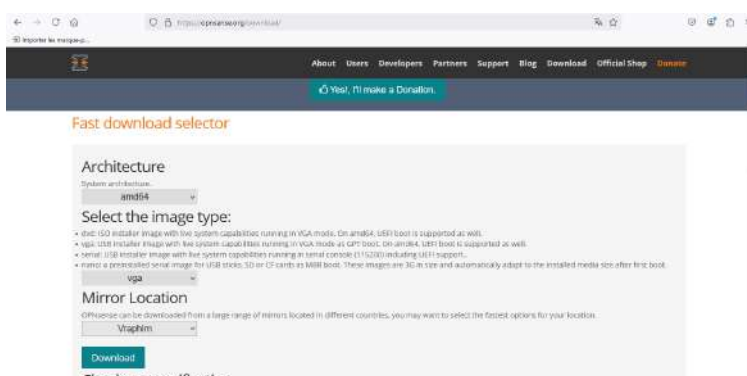 https://opnsense.org/download/
Importer les marque-p...
About Users Developers Partners Support Blog Download Official Shop Donate
Yes!, I'll make a Donation.
Fast download selector
Architecture
System architecture.
amd64
Select the image type:
dvd: ISO installer image with live system capabilities running in VGA mode. On amd64, UEFI boot is supported as well.
vga: USB installer image with live system capabilities running in VGA mode as GPT boot. On amd64, UEFI boot is supported as well.
serial: USB installer image with live system capabilities running in serial console (115200) including UEFI support..
nano: a preinstalled serial image for USB sticks, SD or CF cards as MBR boot. These images are 3G in size and automatically adapt to the installed media size after first boot.
vga
Mirror Location
OPNsense can be downloaded from a large range of mirrors located in different countries, you may want to select the fastest options for your location.
Vraphim
Download